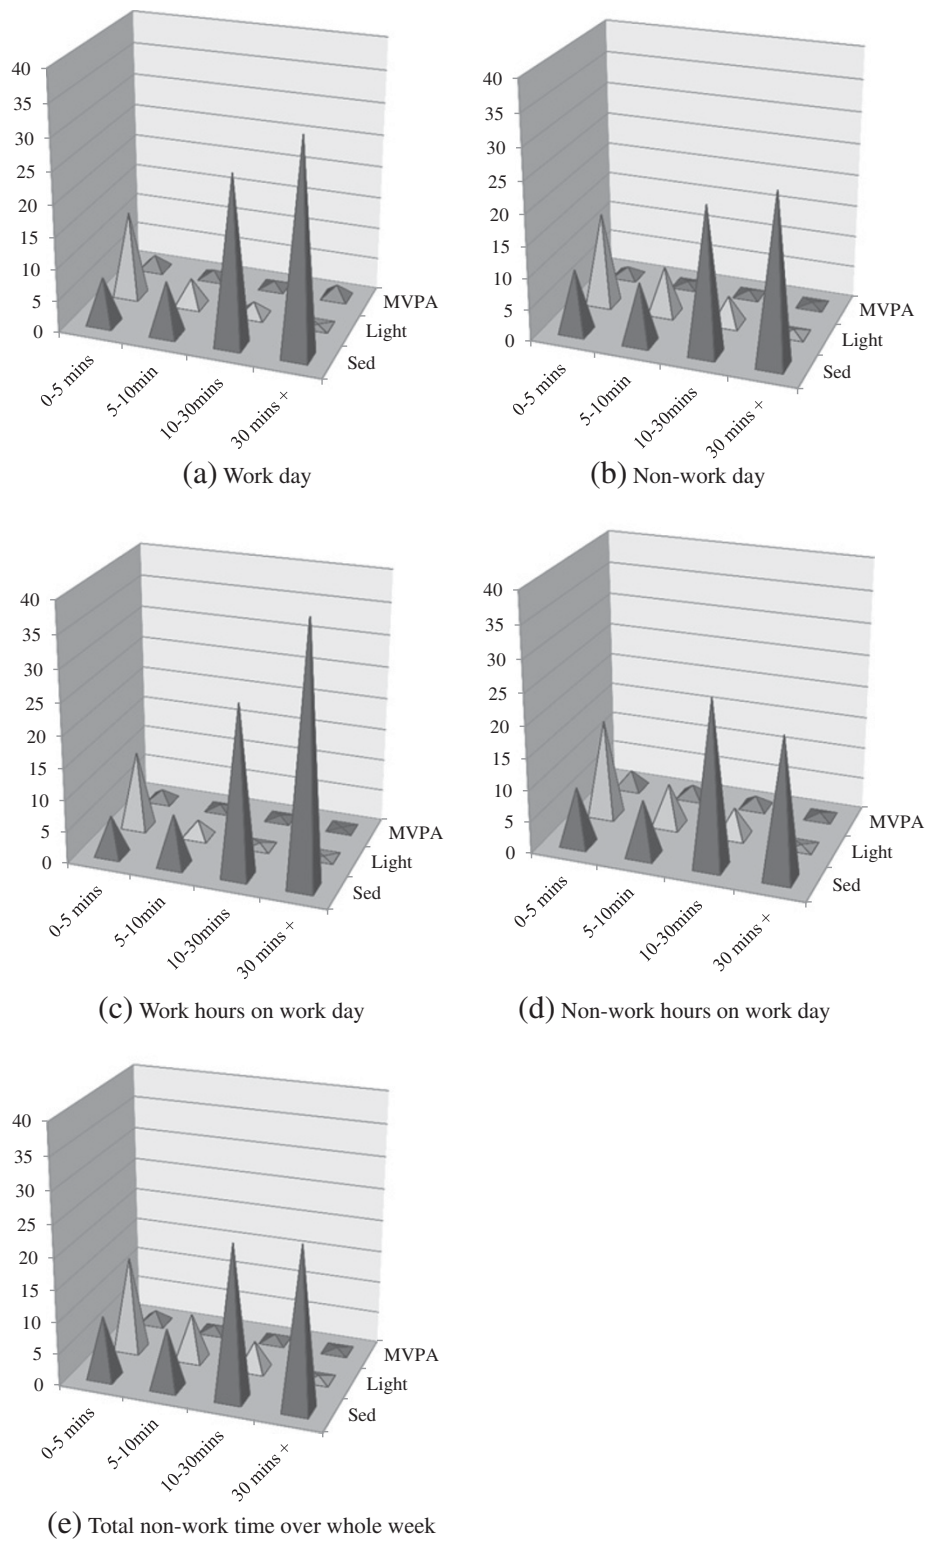 40
35
30
25
20
15
10
5
0
MVPA
Light
Sed
0-5 mins
5-10min
10-30mins
30 mins +
(a) Work day
40
35
30
25
20
15
10
5
0
MVPA
Light
Sed
0-5 mins
5-10min
10-30mins
30 mins +
(b) Non-work day
40
35
30
25
20
15
10
5
0
MVPA
Light
Sed
0-5 mins
5-10min
10-30mins
30 mins +
(c) Work hours on work day
40
35
30
25
20
15
10
5
0
MVPA
Light
Sed
0-5 mins
5-10min
10-30mins
30 mins +
(d) Non-work hours on work day
40
35
30
25
20
15
10
5
0
MVPA
Light
Sed
0-5 mins
5-10min
10-30mins
30 mins +
(e) Total non-work time over whole week